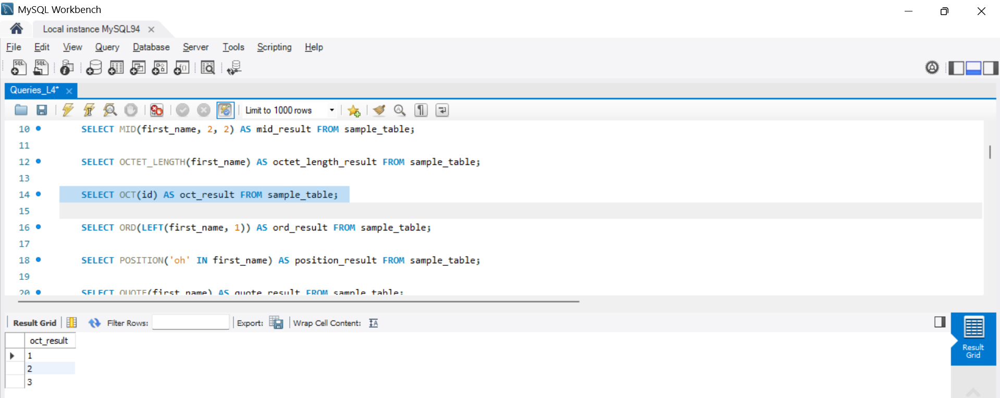 MySQL Workbench
Local instance MySQL94
File Edit View Query Database Server Tools Scripting Help
Queries_L4*
Limit to 1000 rows
10 SELECT MID(first_name, 2, 2) AS mid_result FROM sample_table;
11
12 SELECT OCTET_LENGTH(first_name) AS octet_length_result FROM sample_table;
13
14 SELECT OCT(id) AS oct_result FROM sample_table;
15
16 SELECT ORD(LEFT(first_name, 1)) AS ord_result FROM sample_table;
17
18 SELECT POSITION('oh' IN first_name) AS position_result FROM sample_table;
19
20 SELECT QUOTE(first_name) AS quote_result FROM sample_table;
Result Grid Filter Rows: Export: Wrap Cell Content:
oct_result
1
2
3
Result
Grid